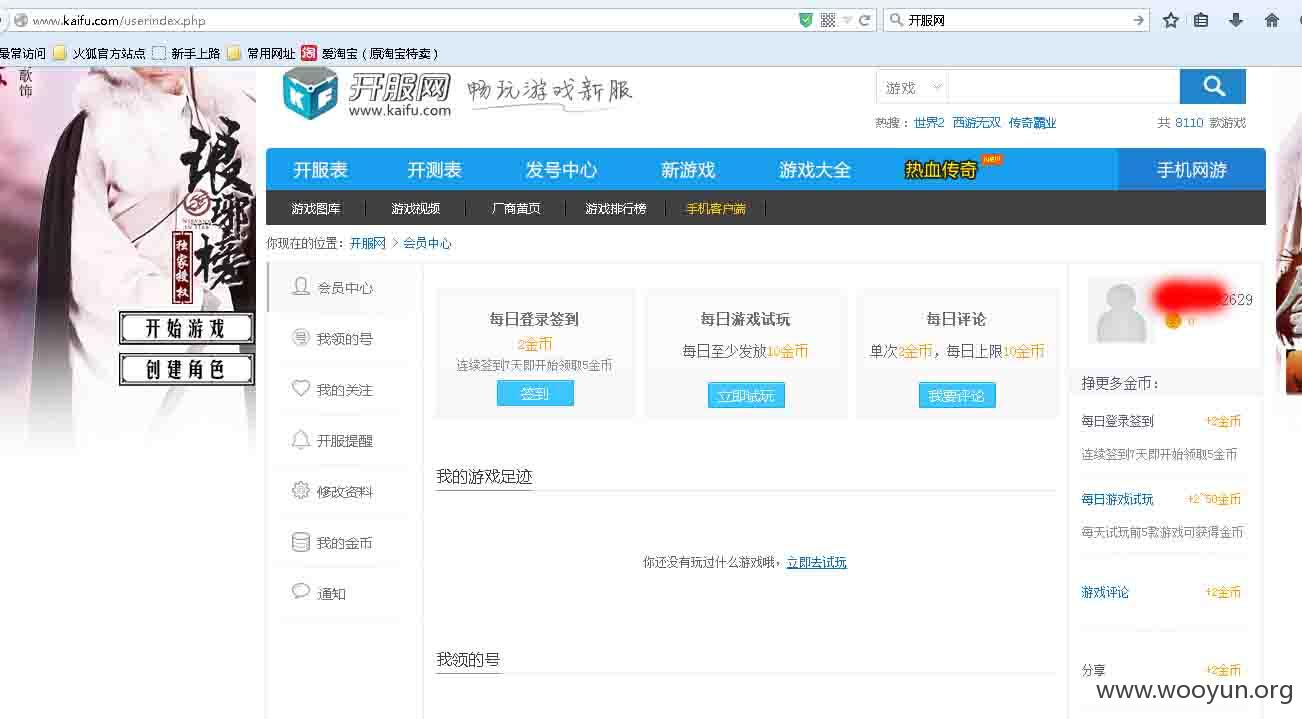 www.kaifu.com/userindex.php
开服网
最常访问 火狐官方站点 新手上路 常用网址 淘 爱淘宝（原淘宝特卖）
歌
饰
开服网 畅玩游戏新服
www.kaifu.com
游戏
热搜： 世界2 西游无双 传奇霸业 共 8110 款游戏
开服表 开测表 发号中心 新游戏 游戏大全 热血传奇 new 手机网游
游戏图库 游戏视频 厂商黄页 游戏排行榜 手机客户端
你现在的位置： 开服网 > 会员中心
琅琊榜
独家授权
开始游戏
创建角色
会员中心
我领的号
我的关注
开服提醒
修改资料
我的金币
通知
每日登录签到
2金币
连续签到7天即开始领取5金币
签到
每日游戏试玩
每日至少发放10金币
立即试玩
每日评论
单次2金币，每日上限10金币
我要评论
我的游戏足迹
你还没有玩过什么游戏哦，立即去试玩
我领的号
2629
0
挣更多金币：
每日登录签到 +2金币
连续签到7天即开始领取5金币
每日游戏试玩 +2~50金币
每天试玩前5款游戏可获得金币
游戏评论 +2金币
分享 +2金币
www.wooyun.org